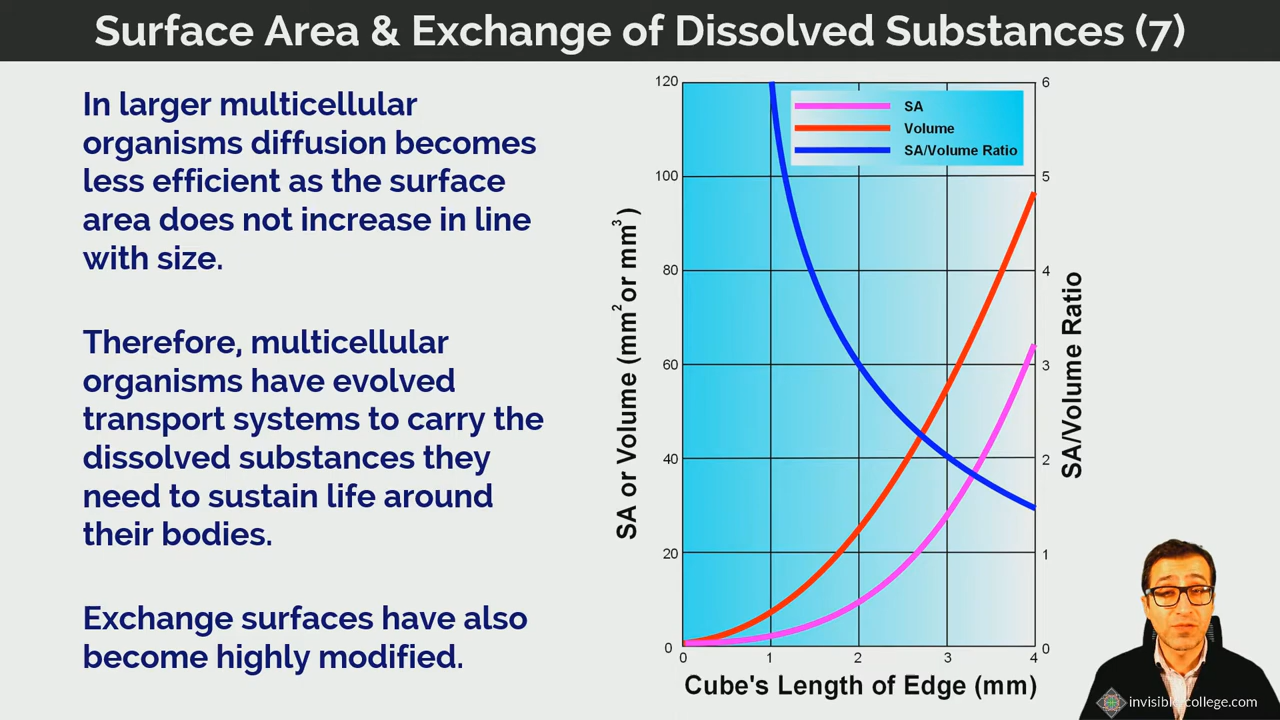 Surface Area & Exchange of Dissolved Substances (7)
In larger multicellular
organisms diffusion becomes
less efficient as the surface
area does not increase in line
with size.
Therefore, multicellular
organisms have evolved
transport systems to carry the
dissolved substances they
need to sustain life around
their bodies.
Exchange surfaces have also
become highly modified.
SA or Volume (mm² or mm³)
120
100
80
60
40
20
0
SA
Volume
SA/Volume Ratio
6
5
4
3
2
1
0
SA/Volume Ratio
0 1 2 3 4
Cube's Length of Edge (mm)
invisible college.com